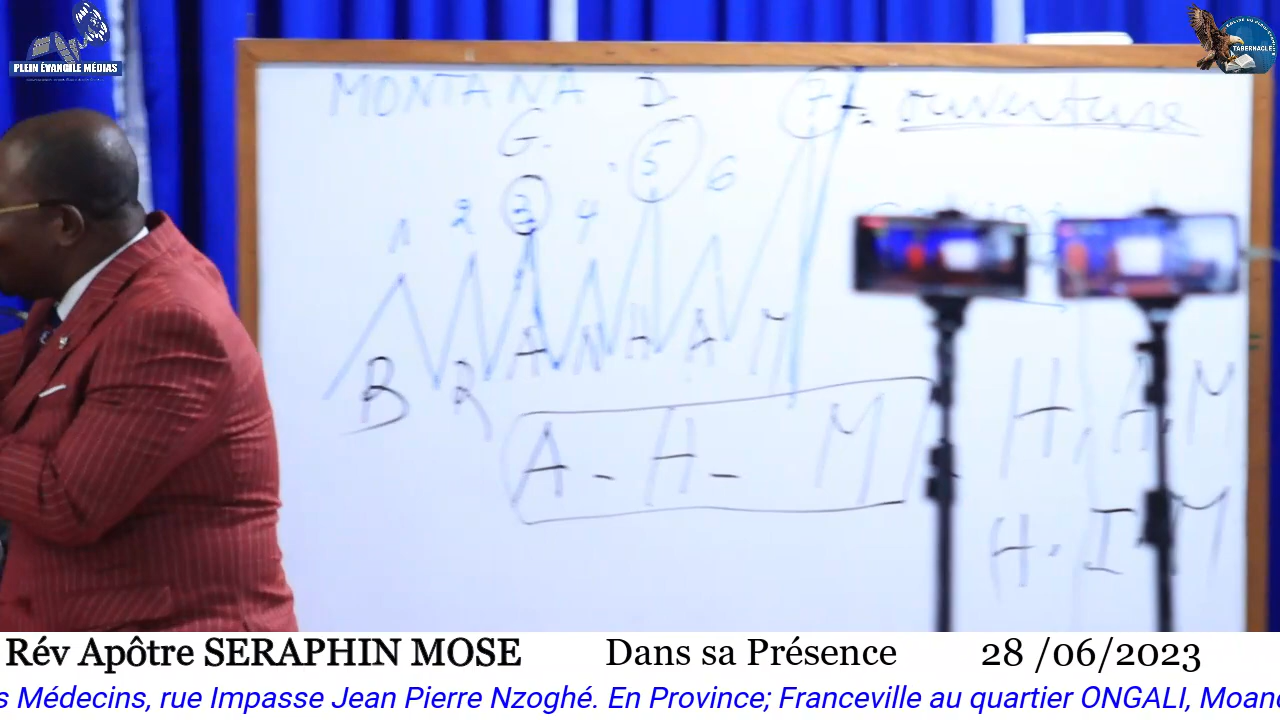 PLEIN ÉVANGILE MÉDIAS
TABERNACLE
MONTANA D
G.
7 = ouverture
5
6
3
4
2
1
B R A N H A M
A - H - M
H, A, M
H . I . M
Rév Apôtre SERAPHIN MOSE Dans sa Présence 28 /06/2023
s Médecins, rue Impasse Jean Pierre Nzoghé. En Province; Franceville au quartier ONGALI, Moand